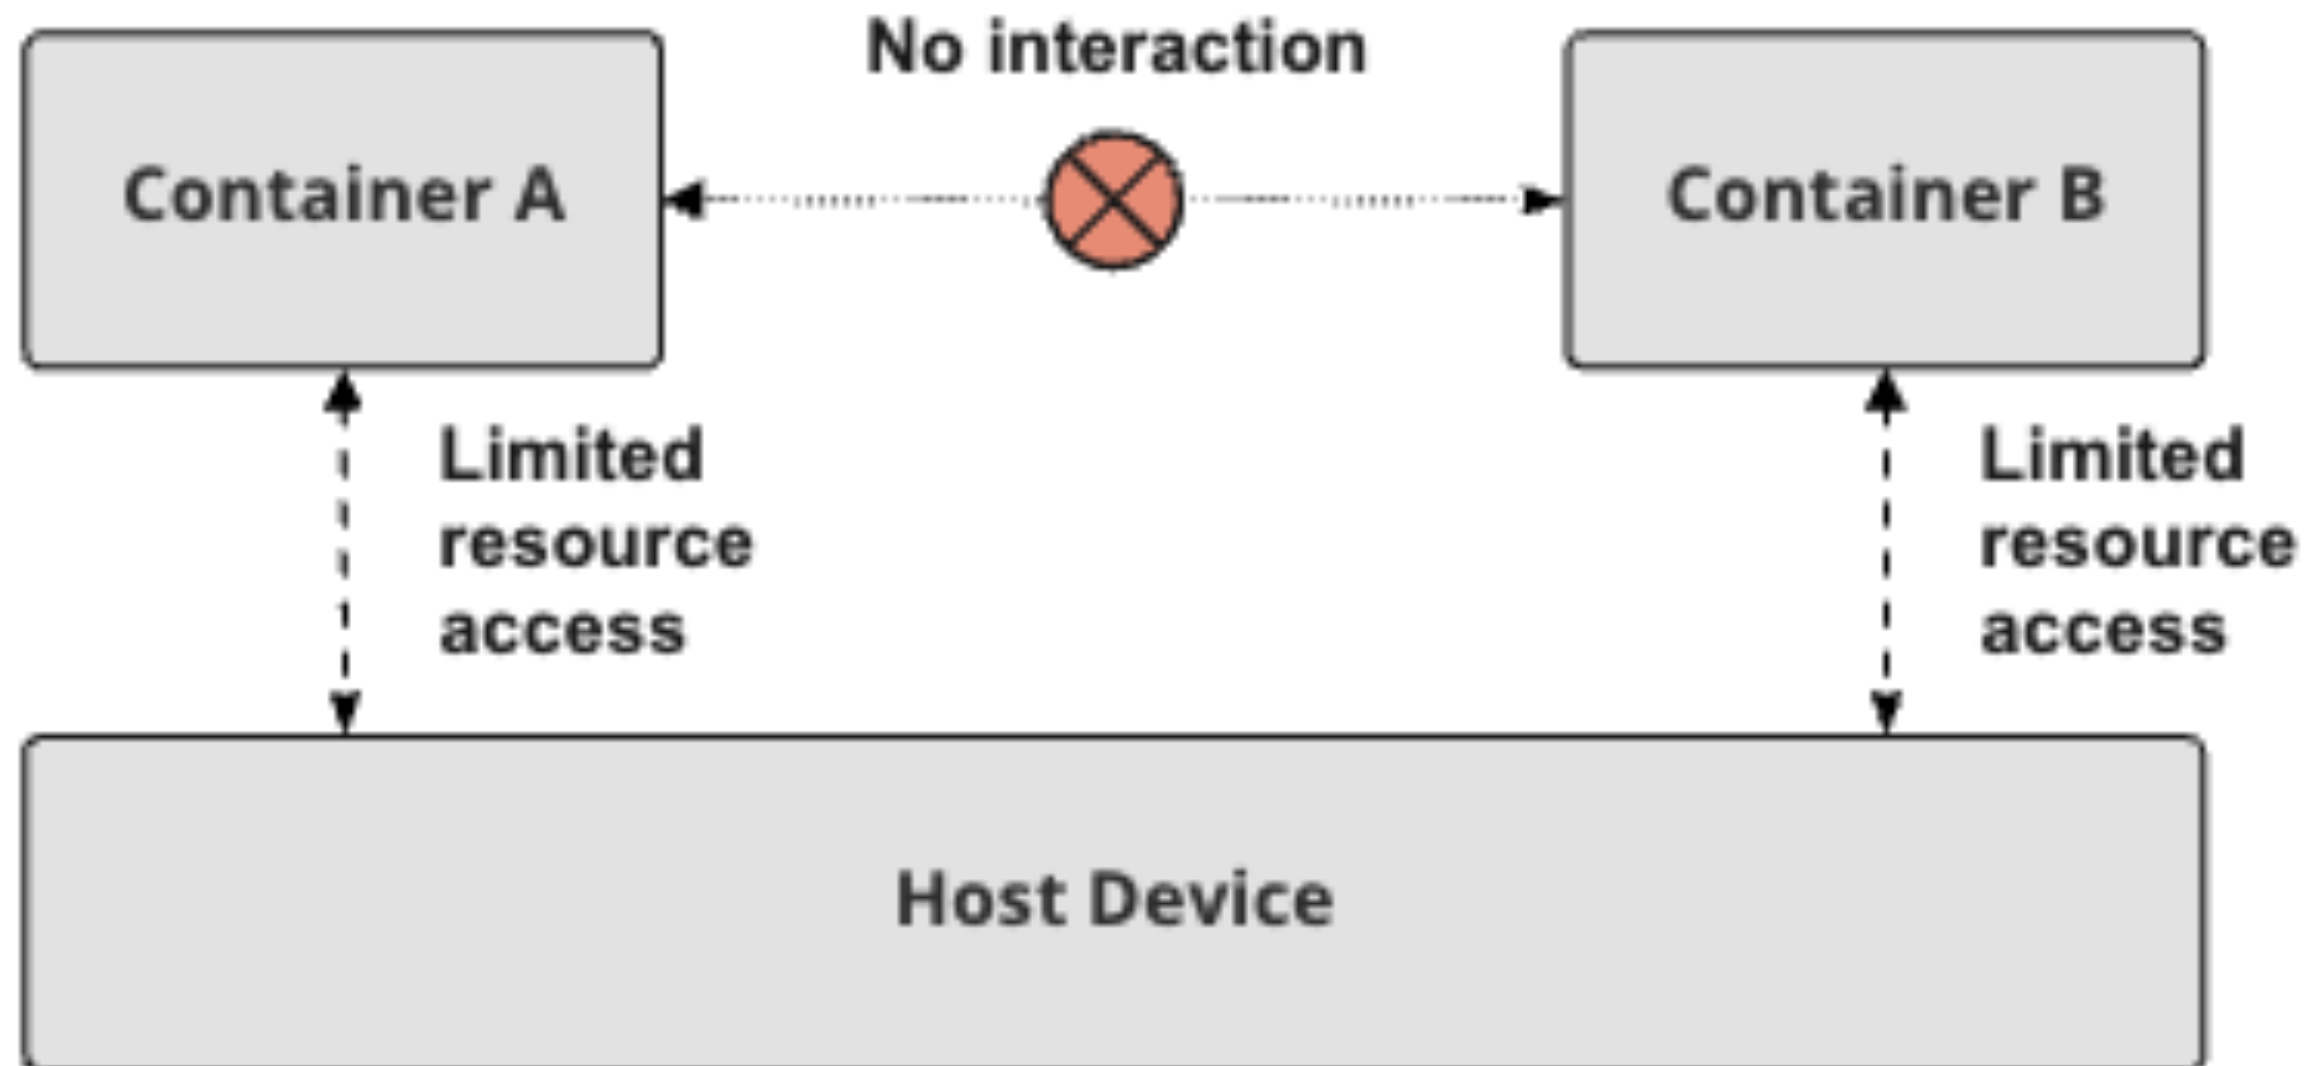 No interaction
Container A
Container B
Limited
resource
access
Limited
resource
access
Host Device